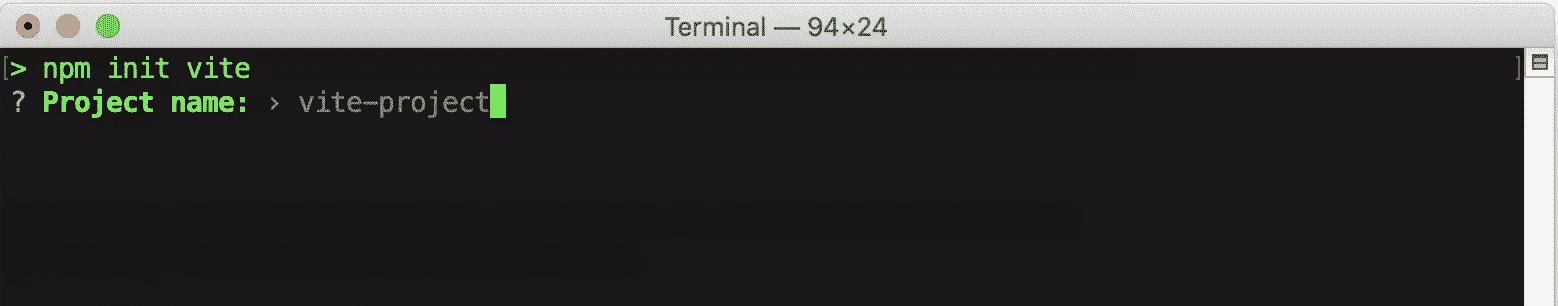 Terminal — 94×24
[> npm init vite ]
? Project name: › vite-project